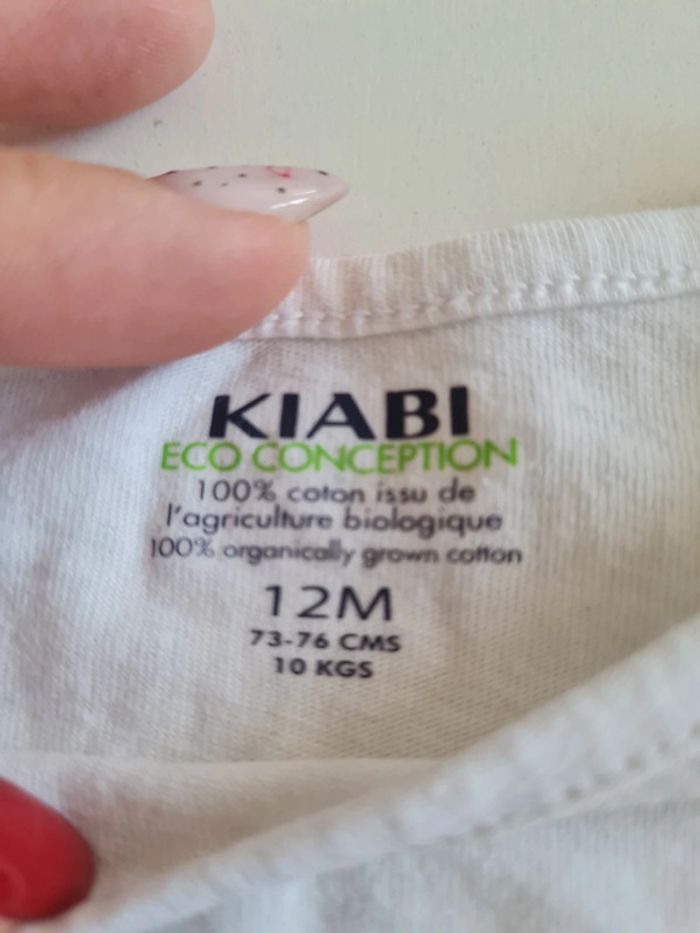 KIABI
ECO CONCEPTION
100% coton issu de
l'agriculture biologique
100% organically grown cotton
12M
73-76 CMS
10 KGS